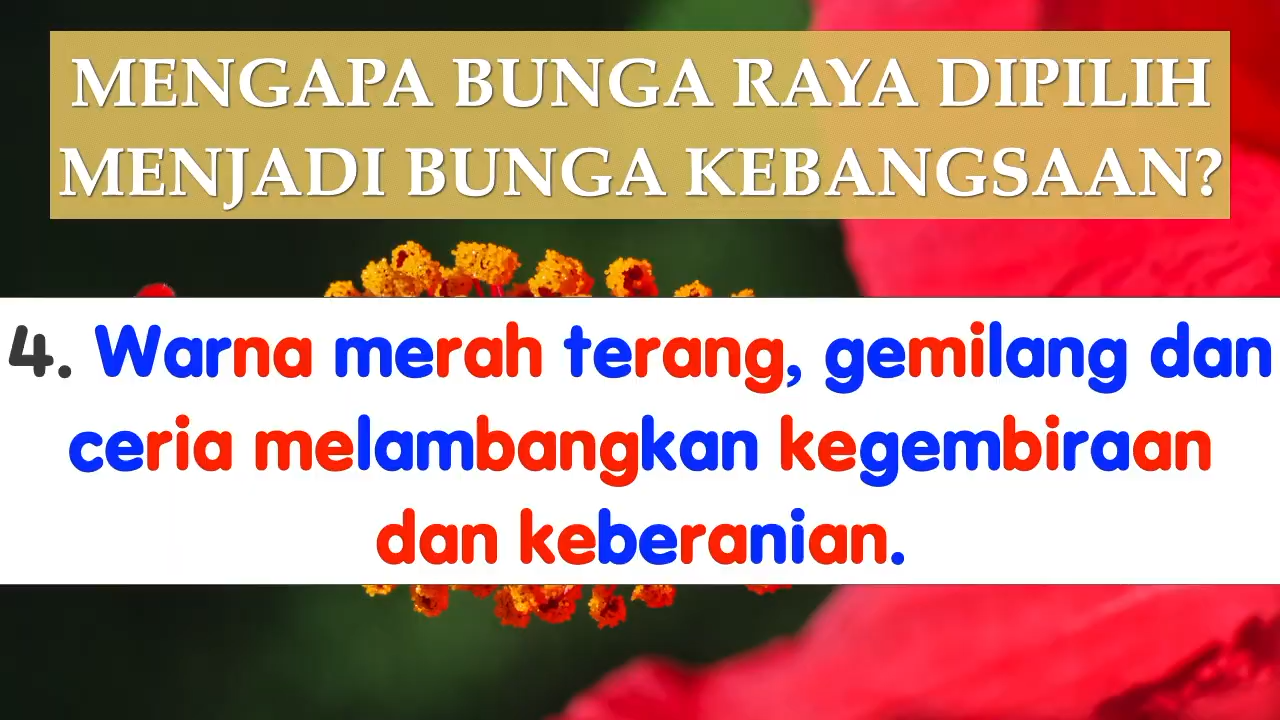 MENGAPA BUNGA RAYA DIPILIH
MENJADI BUNGA KEBANGSAAN?
4. Warna merah terang, gemilang dan
ceria melambangkan kegembiraan
dan keberanian.